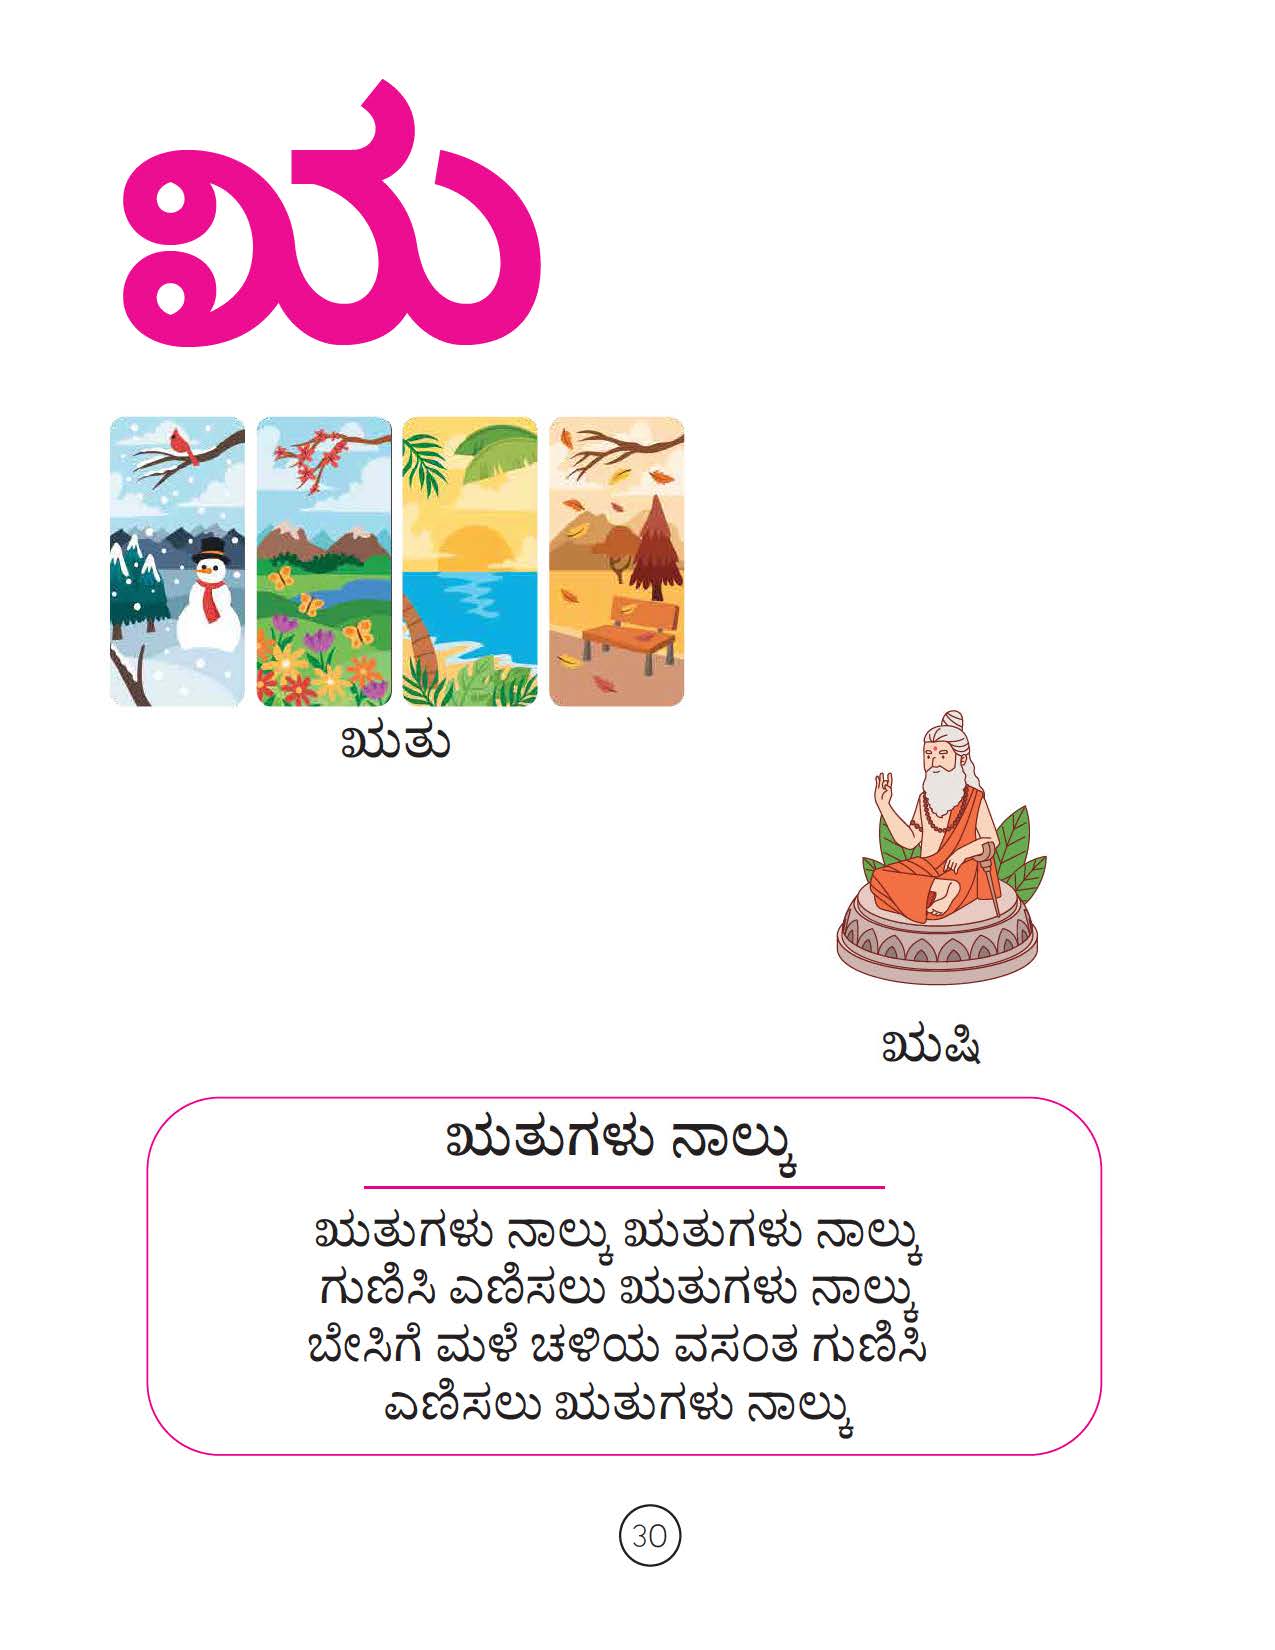 ಋ
ಋತು
ಋಷಿ
ಋತುಗಳು ನಾಲ್ಕು
ಋತುಗಳು ನಾಲ್ಕು ಋತುಗಳು ನಾಲ್ಕು
ಗುಣಿಸಿ ಎಣಿಸಲು ಋತುಗಳು ನಾಲ್ಕು
ಬೇಸಿಗೆ ಮಳೆ ಚಳಿಯ ವಸಂತ ಗುಣಿಸಿ
ಎಣಿಸಲು ಋತುಗಳು ನಾಲ್ಕು
30